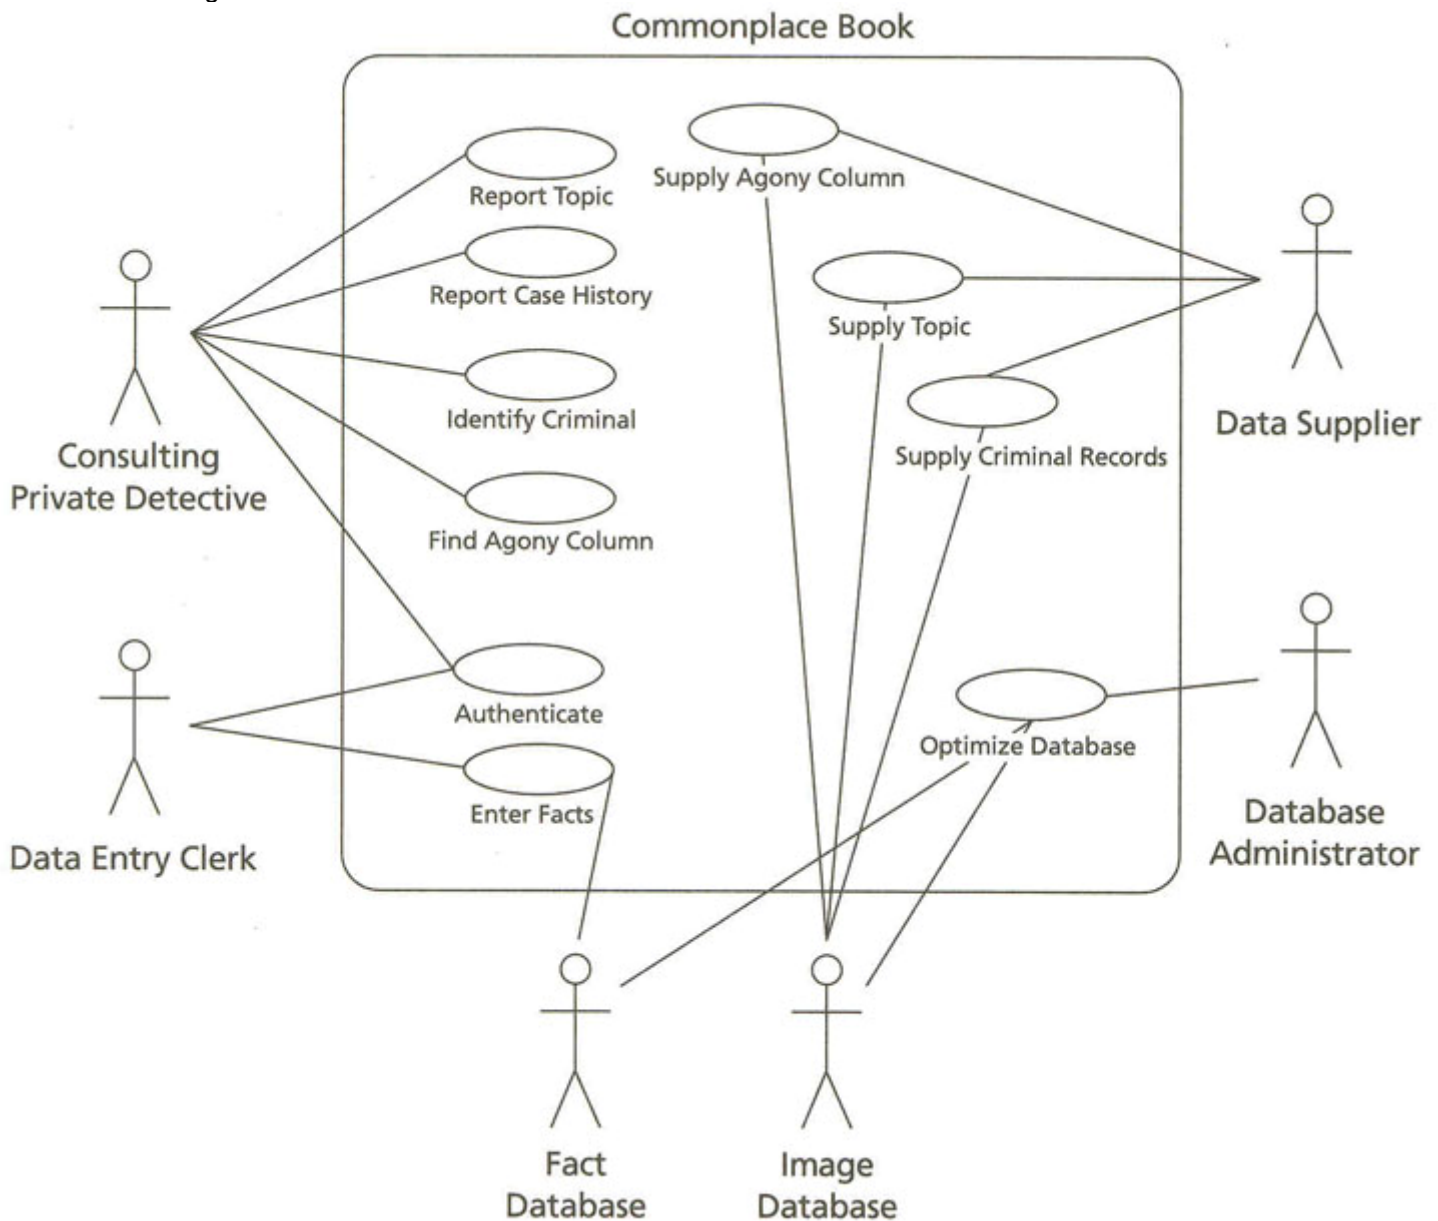 Commonplace Book
Report Topic
Supply Agony Column
Report Case History
Supply Topic
Identify Criminal
Data Supplier
Consulting
Private Detective
Supply Criminal Records
Find Agony Column
Authenticate
Optimize Database
Enter Facts
Data Entry Clerk
Database
Administrator
Fact
Database
Image
Database